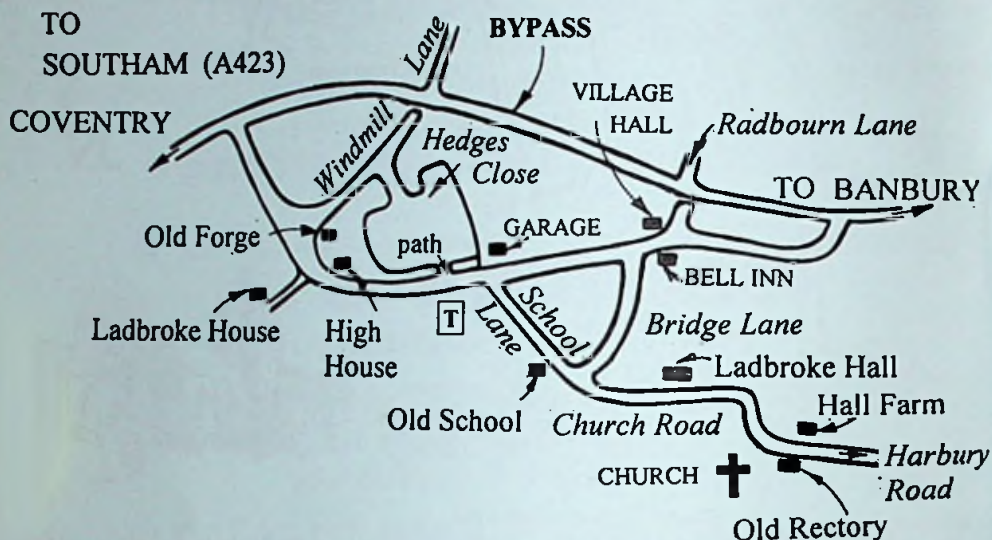 TO
SOUTHAM (A423)
COVENTRY
Lane
BYPASS
VILLAGE
HALL
Radbourn Lane
Windmill
Hedges
Close
TO BANBURY
Old Forge
path
GARAGE
BELL INN
Ladbroke House
High
House
T
School
Lane
Bridge Lane
Ladbroke Hall
Old School
Church Road
Hall Farm
CHURCH
Harbury
Road
Old Rectory